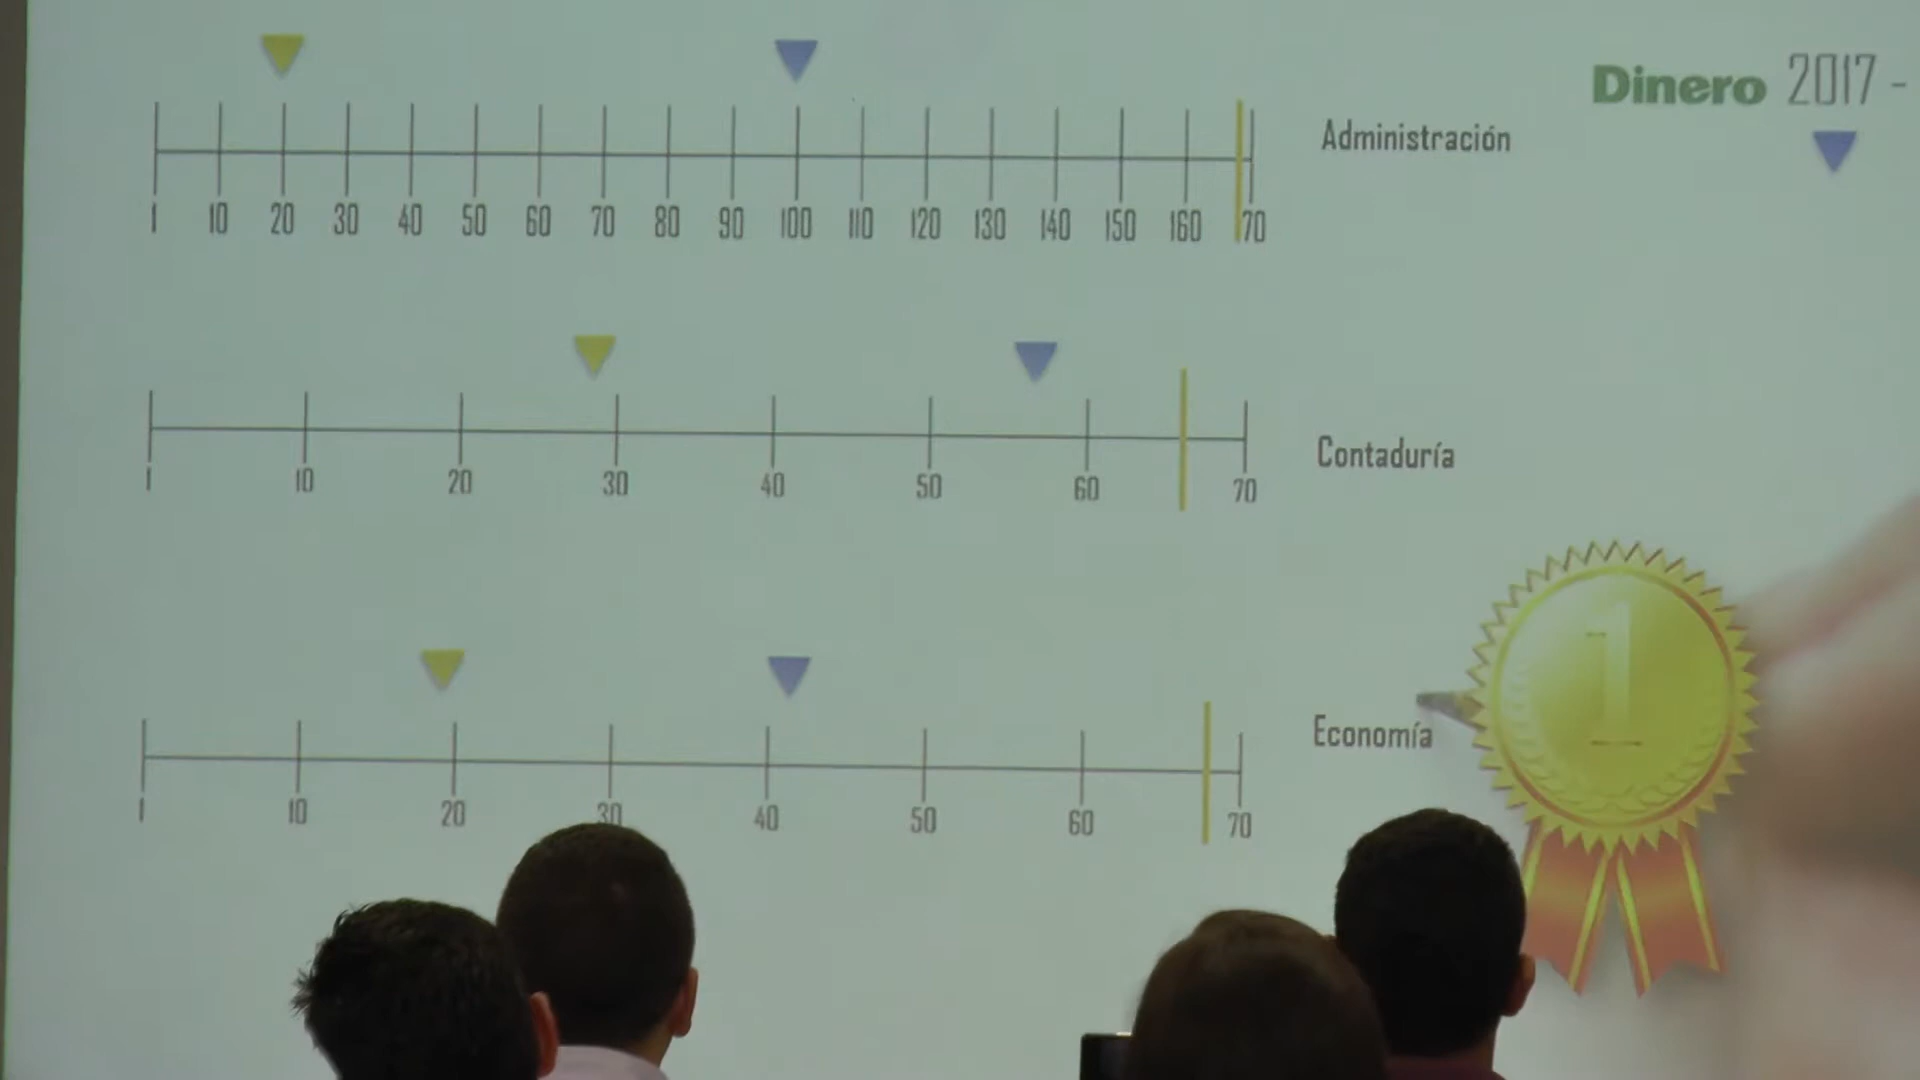 Dinero 2017 -
1 10 20 30 40 50 60 70 80 90 100 110 120 130 140 150 160 70
Administración
1 10 20 30 40 50 60 70
Contaduría
1 10 20 30 40 50 60 70
Economía
1